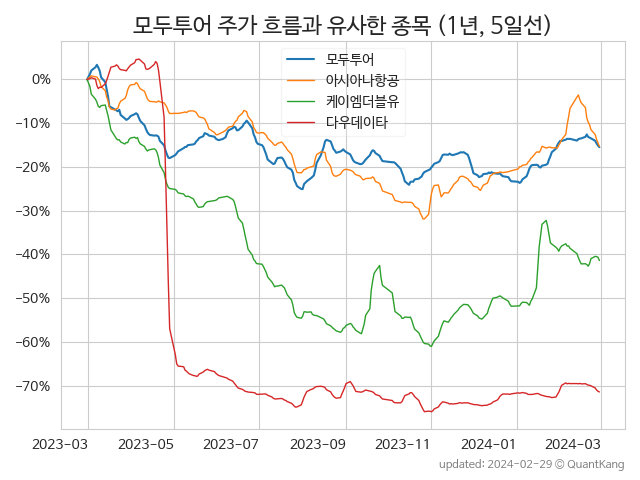 모두투어 주가 흐름과 유사한 종목 (1년, 5일선)
모두투어
아시아나항공
케이엠더블유
다우데이타
0%
−10%
−20%
−30%
−40%
−50%
−60%
−70%
2023-03 2023-05 2023-07 2023-09 2023-11 2024-01 2024-03
updated: 2024-02-29 © QuantKang